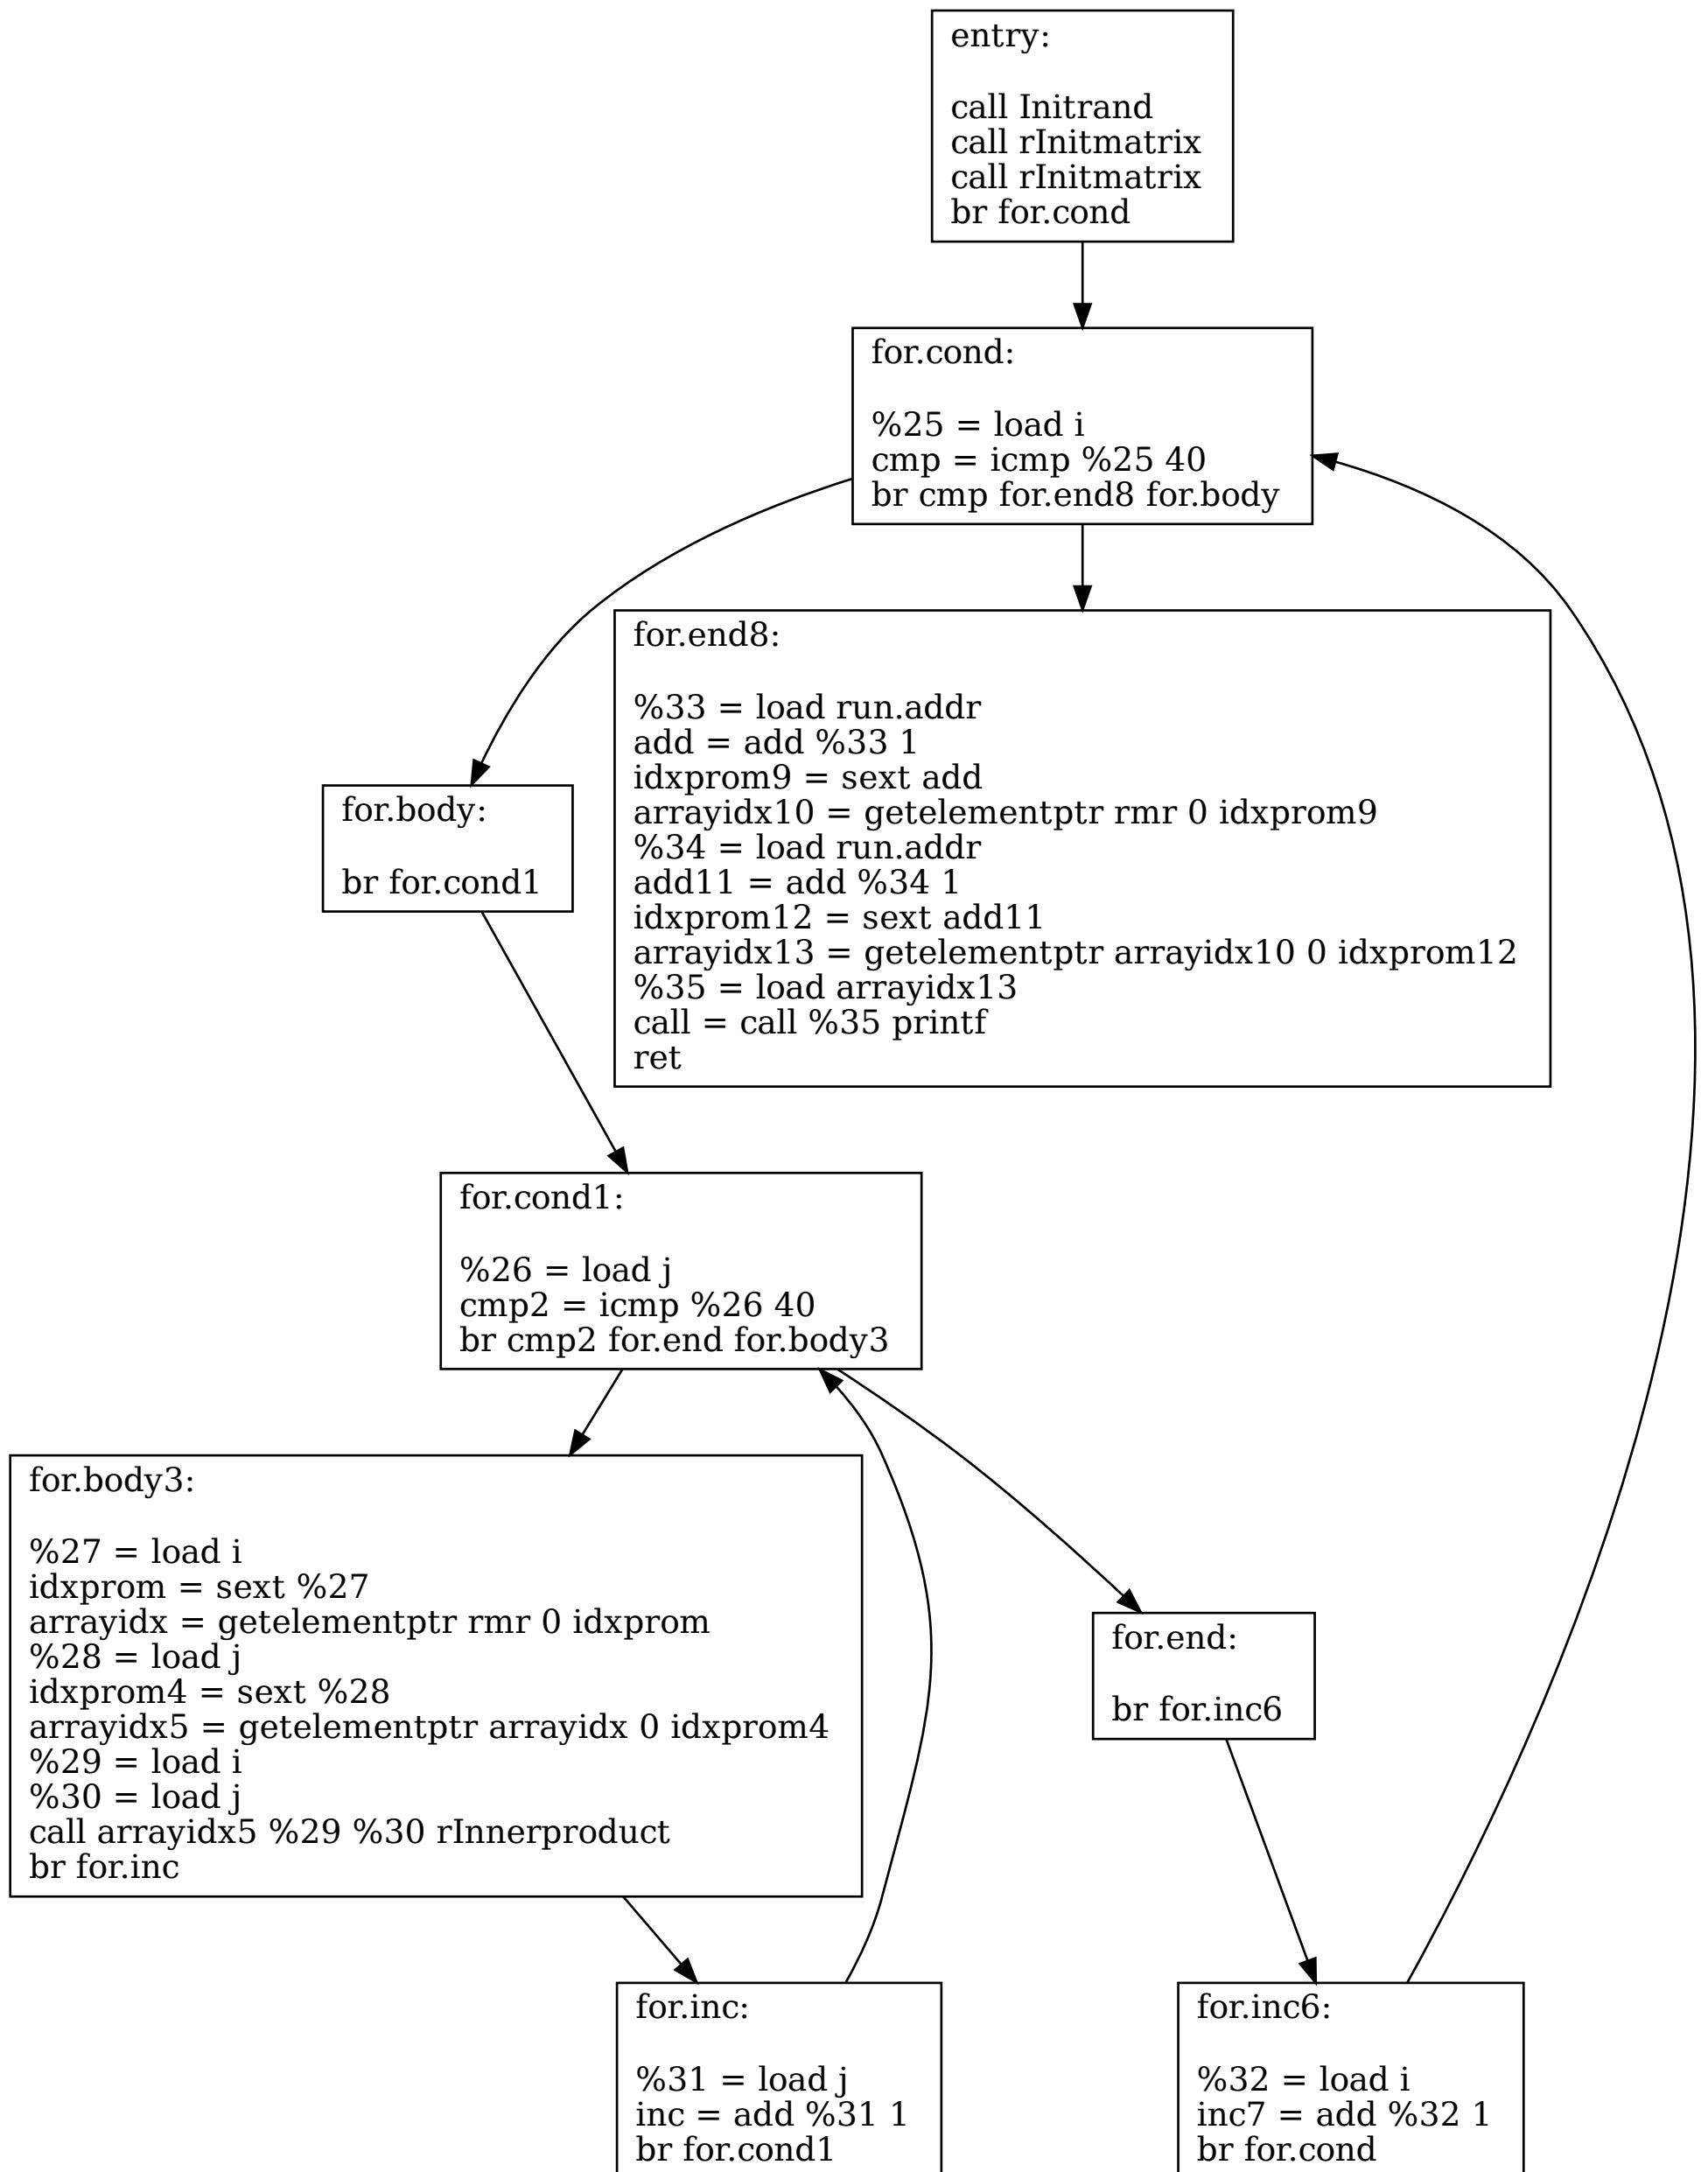 entry:
call Initrand
call rInitmatrix
call rInitmatrix
br for.cond
for.cond:
%25 = load i
cmp = icmp %25 40
br cmp for.end8 for.body
for.end8:
%33 = load run.addr
add = add %33 1
idxprom9 = sext add
arrayidx10 = getelementptr rmr 0 idxprom9
%34 = load run.addr
add11 = add %34 1
idxprom12 = sext add11
arrayidx13 = getelementptr arrayidx10 0 idxprom12
%35 = load arrayidx13
call = call %35 printf
ret
for.body:
br for.cond1
for.cond1:
%26 = load j
cmp2 = icmp %26 40
br cmp2 for.end for.body3
for.body3:
%27 = load i
idxprom = sext %27
arrayidx = getelementptr rmr 0 idxprom
%28 = load j
idxprom4 = sext %28
arrayidx5 = getelementptr arrayidx 0 idxprom4
%29 = load i
%30 = load j
call arrayidx5 %29 %30 rInnerproduct
br for.inc
for.end:
br for.inc6
for.inc:
%31 = load j
inc = add %31 1
br for.cond1
for.inc6:
%32 = load i
inc7 = add %32 1
br for.cond